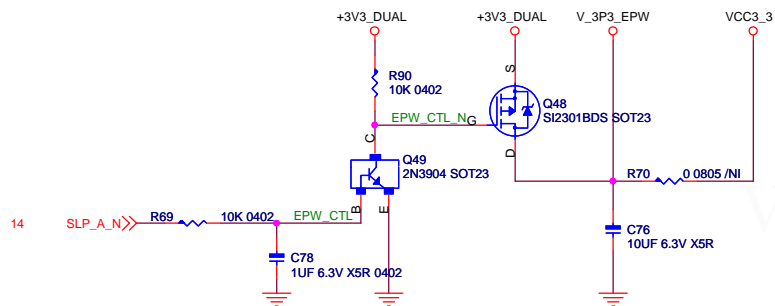 +3V3_DUAL +3V3_DUAL V_3P3_EPW VCC3_3
S
R90
10K 0402
Q48
SI2301BDS SOT23
EPW_CTL_N G
C
D
Q49
2N3904 SOT23
R70 0 0805 /NI
B E
14 SLP_A_N R69 10K 0402 EPW_CTL
C76
10UF 6.3V X5R
C78
1UF 6.3V X5R 0402